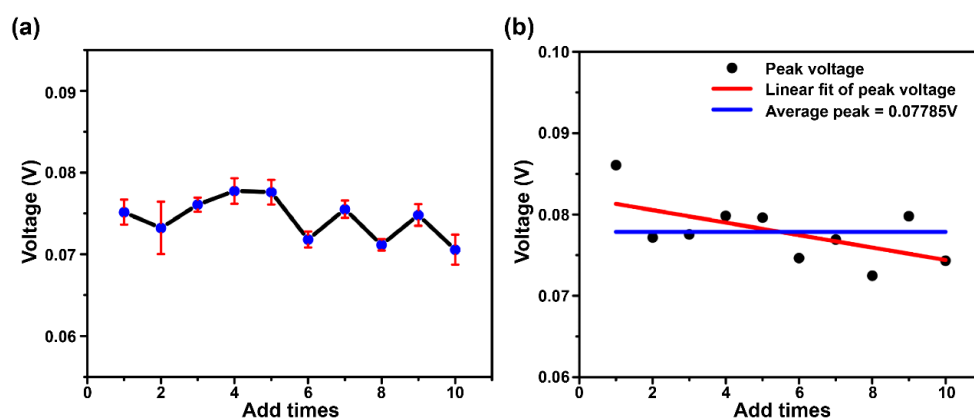 (a)
Voltage (V)
0.09
0.08
0.07
0.06
0 2 4 6 8 10
Add times
(b)
Voltage (V)
0.10
0.09
0.08
0.07
0.06
Peak voltage
Linear fit of peak voltage
Average peak = 0.07785V
0 2 4 6 8 10
Add times